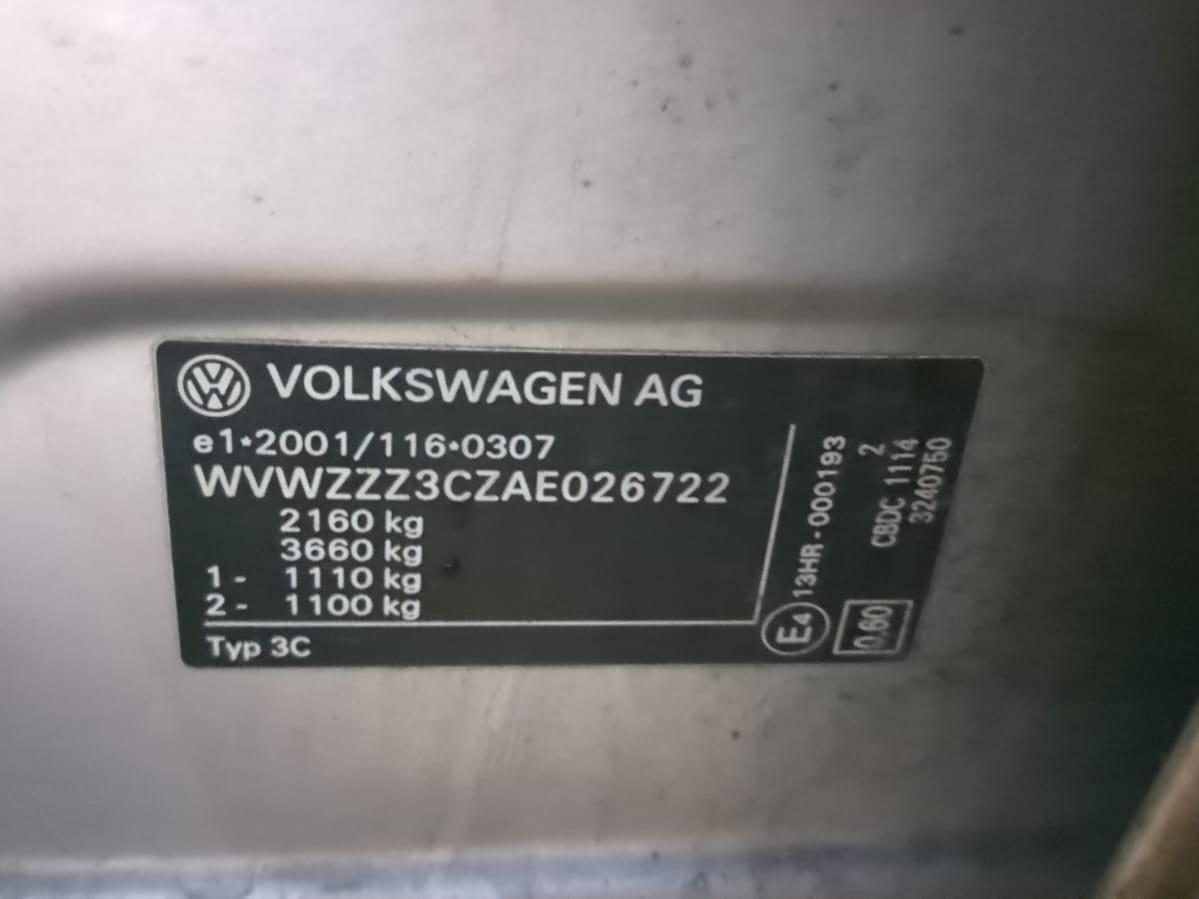 VOLKSWAGEN AG
e1*2001/116*0307
WVWZZZ3CZAE026722
2160 kg
3660 kg
1 - 1110 kg
2 - 1100 kg
Typ 3C
E4 13HR-000193
2
CBDC 1114
3240750
0.60